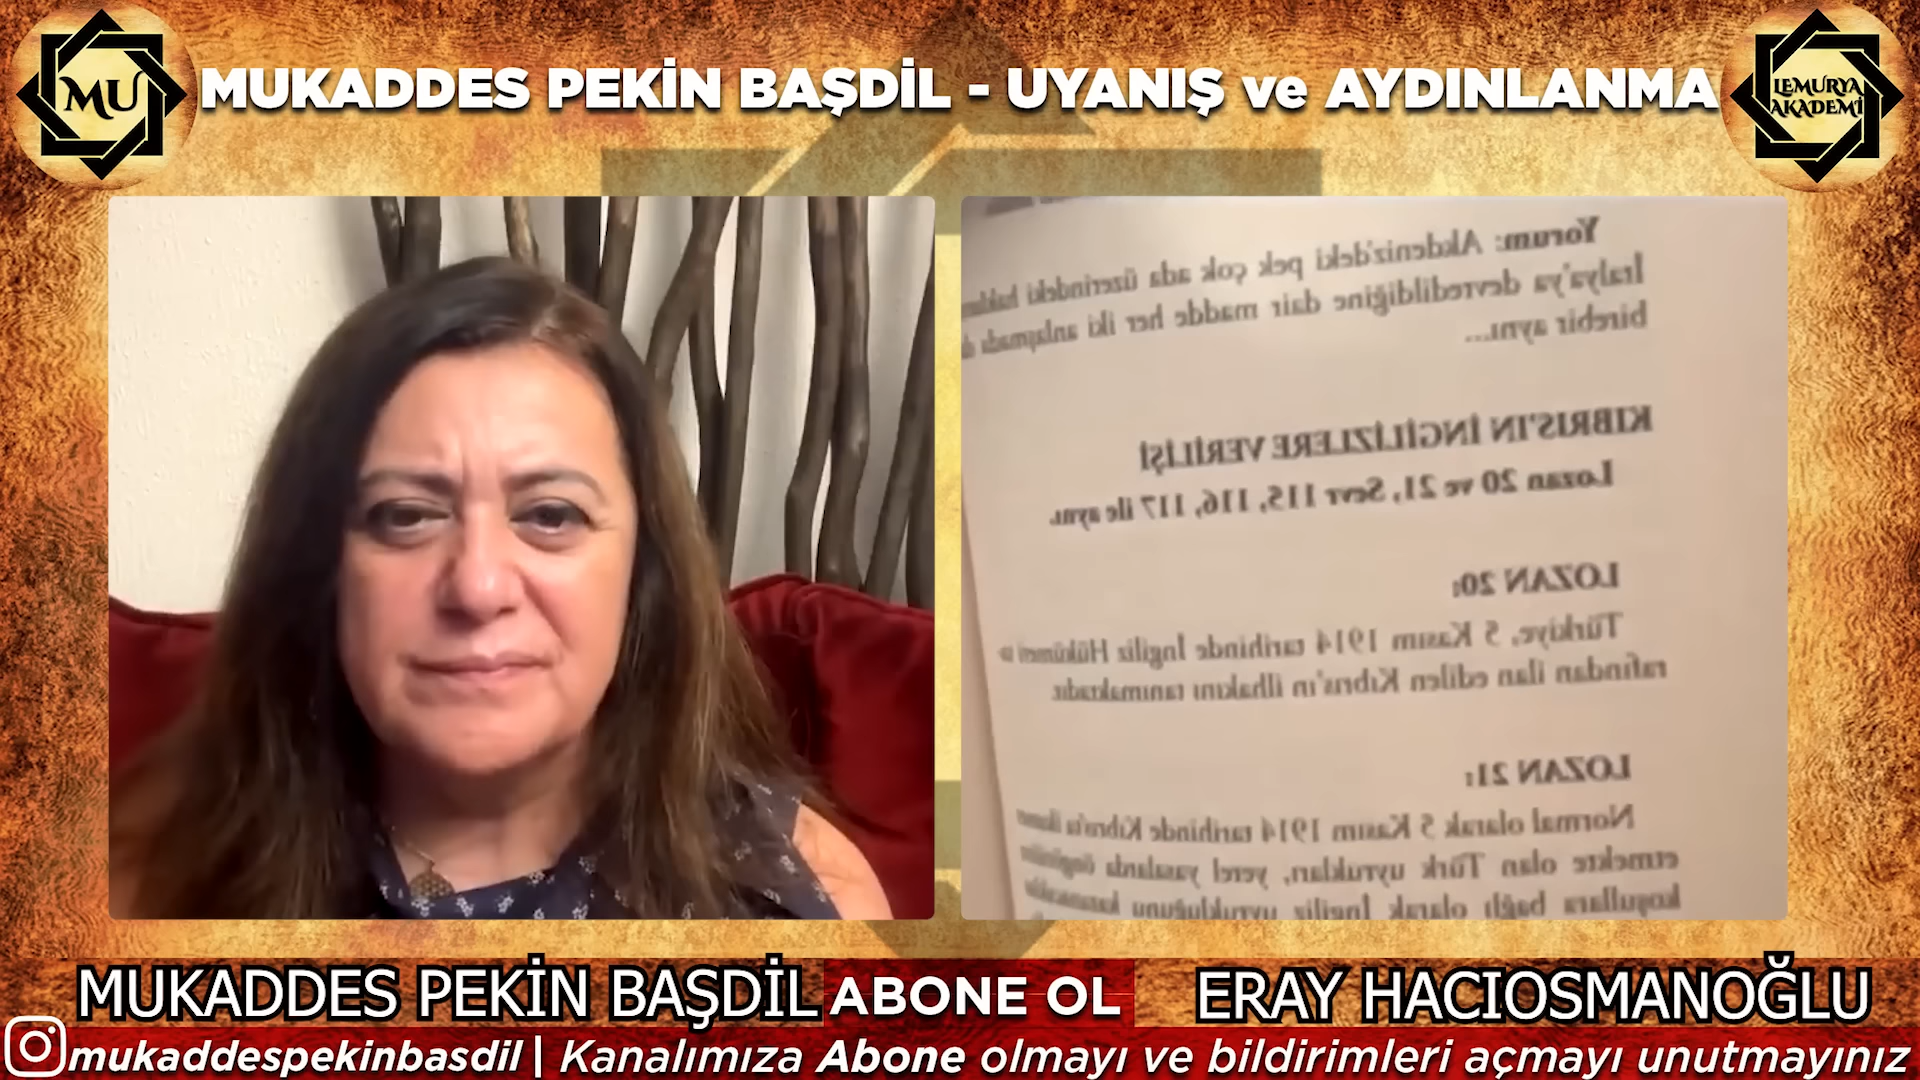 MU
MUKADDES PEKİN BAŞDİL - UYANIŞ ve AYDINLANMA
LEMURYA
AKADEMİ
Yorum: Akdeniz'deki pek çok ada üzerindeki
İtalya'ya devredildiğine dair madde her iki anlaşmada
birebir aynı...
KIBRIS'IN İNGİLİZLERE VERİLİŞİ
Lozan 20 ve 21, Sevr 115, 116, 117 ile aynı.
LOZAN 20:
Türkiye, 5 Kasım 1914 tarihinde İngiliz Hükümeti
rafından ilan edilen Kıbrıs'ın ilhakını tanımaktadır.
LOZAN 21:
Normal olarak 5 Kasım 1914 tarihinde Kıbrıs'ta
etmekte olan Türk uyrukları, yerel yasalarda
koşullara bağlı olarak İngiliz uyrukluğunu
MUKADDES PEKİN BAŞDİL
ABONE OL
ERAY HACIOSMANOĞLU
mukaddespekinbasdil | Kanalımıza Abone olmayı ve bildirimleri açmayı unutmayınız